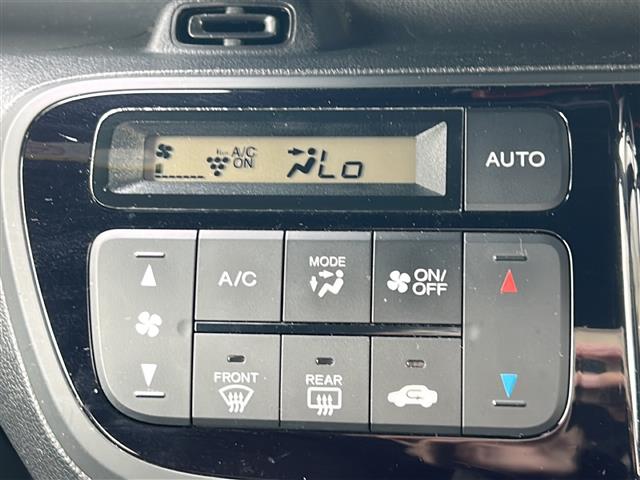 A/C
ON
Lo
AUTO
A/C
MODE
ON/
OFF
FRONT
REAR